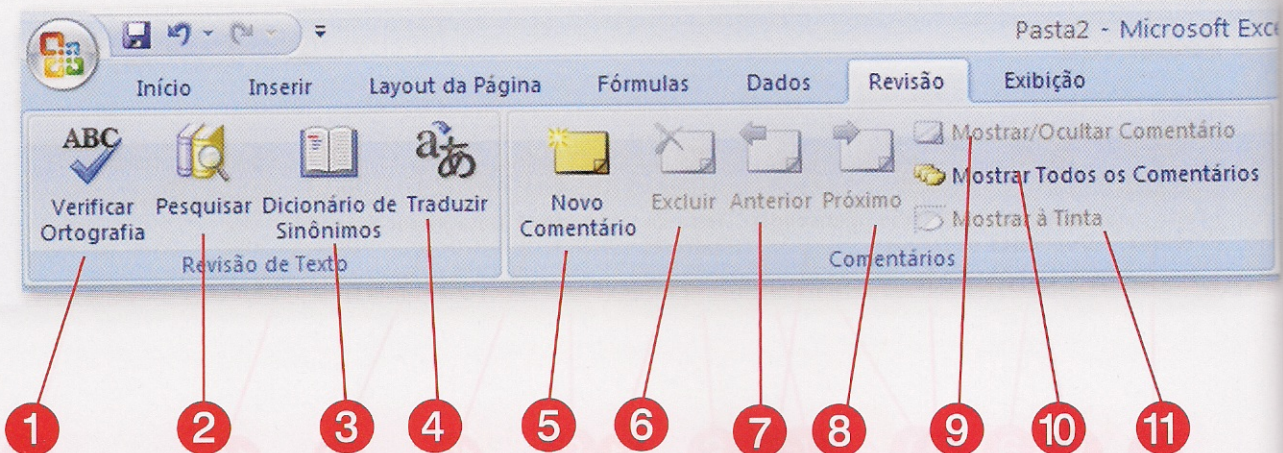 Pasta2 - Microsoft Exc
Início Inserir Layout da Página Fórmulas Dados Revisão Exibição
ABC
Verificar Ortografia
Pesquisar
Dicionário de Sinônimos
Traduzir
Revisão de Texto
Novo Comentário
Excluir
Anterior
Próximo
Mostrar/Ocultar Comentário
Mostrar Todos os Comentários
Mostrar à Tinta
Comentários
1 2 3 4 5 6 7 8 9 10 11